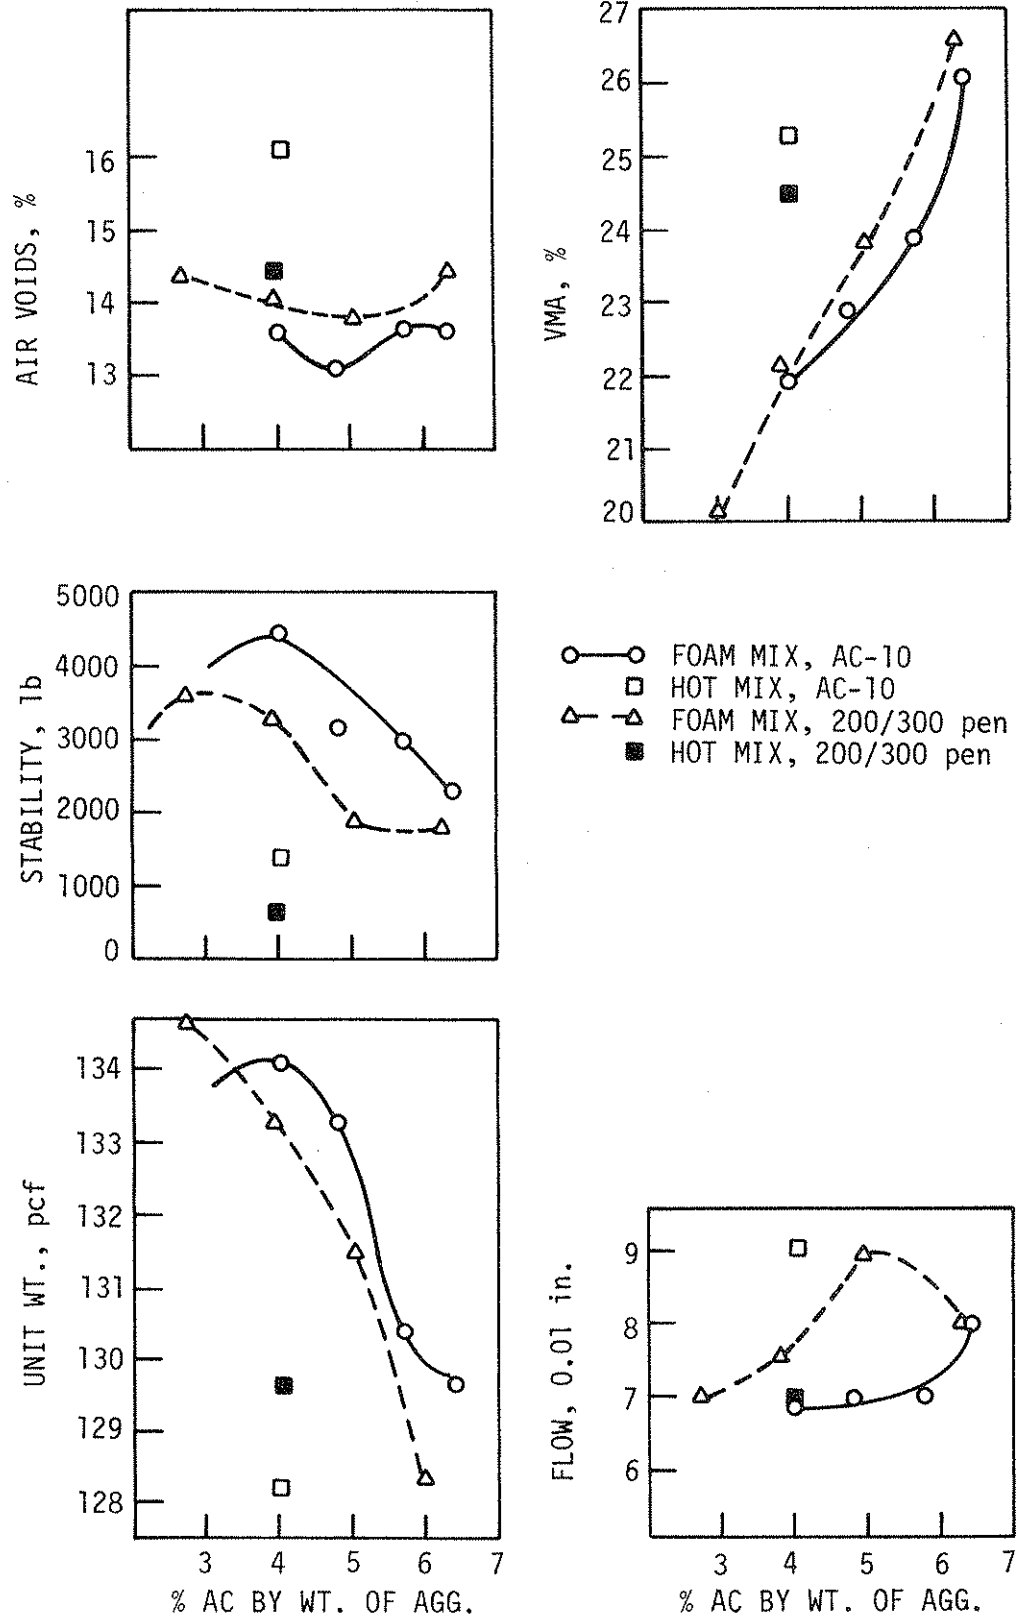 AIR VOIDS, %
16
15
14
13
VMA, %
27
26
25
24
23
22
21
20
STABILITY, lb
5000
4000
3000
2000
1000
0
FOAM MIX, AC-10
HOT MIX, AC-10
FOAM MIX, 200/300 pen
HOT MIX, 200/300 pen
UNIT WT., pcf
134
133
132
131
130
129
128
3 4 5 6 7
% AC BY WT. OF AGG.
FLOW, 0.01 in.
9
8
7
6
3 4 5 6 7
% AC BY WT. OF AGG.